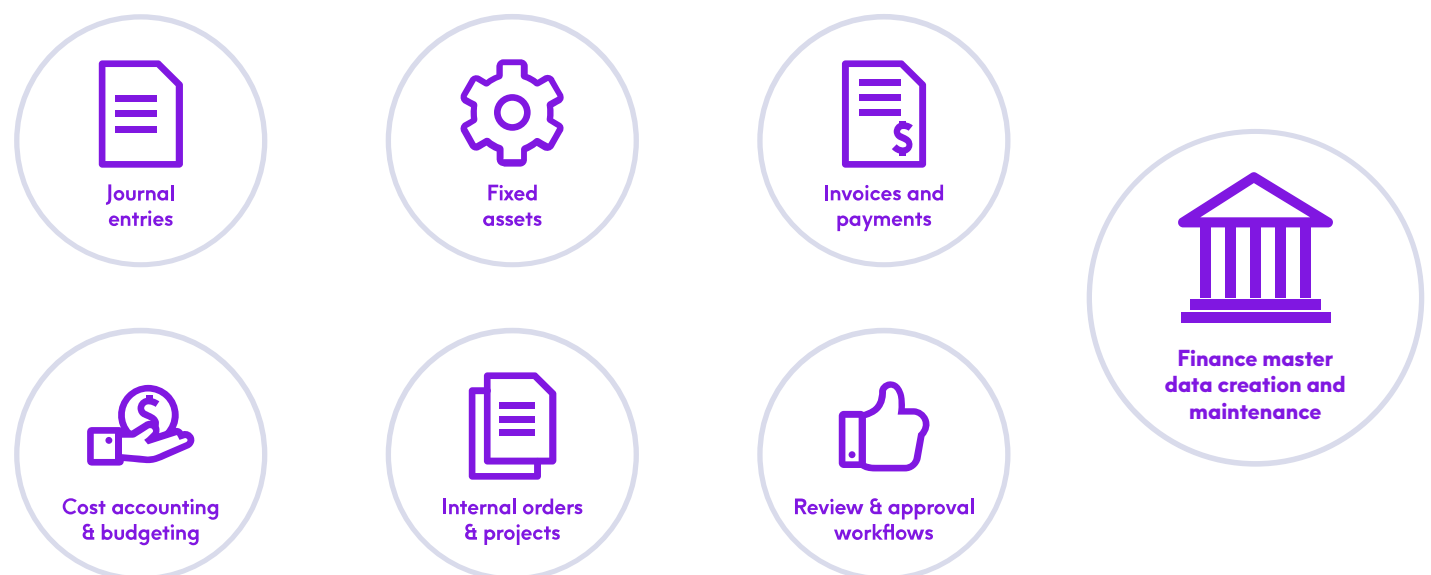 Journal
entries
Fixed
assets
Invoices and
payments
Cost accounting
& budgeting
Internal orders
& projects
Review & approval
workflows
Finance master
data creation and
maintenance